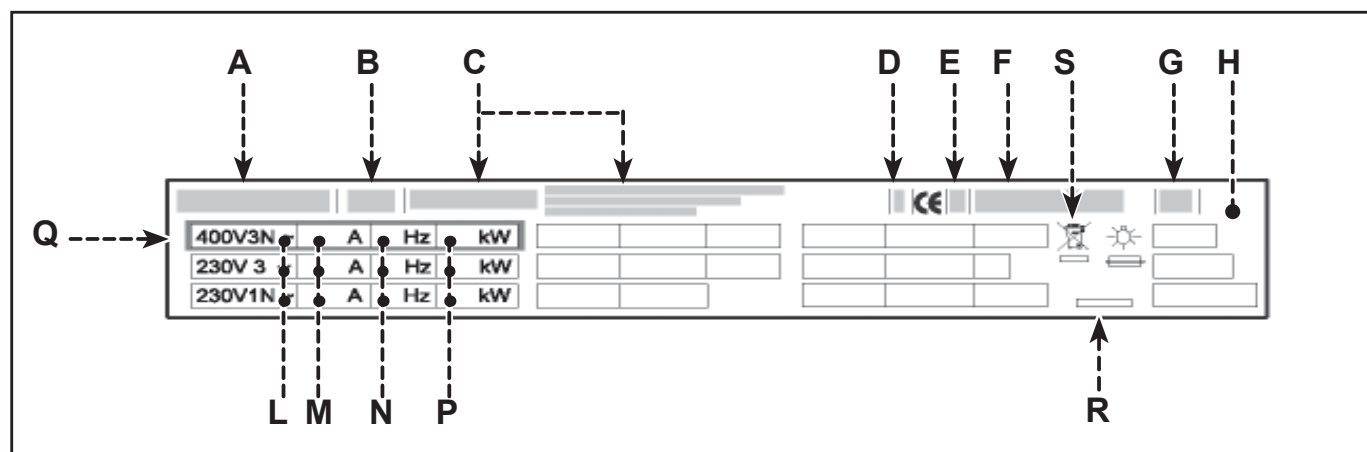 A B C D E F S G H
CE
Q
400V3N~ A Hz kW
230V 3 ~ A Hz kW
230V1N~ A Hz kW
L M N P R